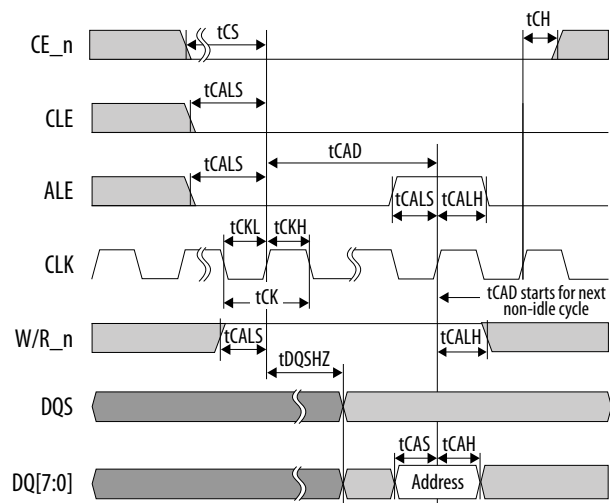 CE_n
tCS
tCH
CLE
tCALS
ALE
tCALS
tCAD
tCALS
tCALH
CLK
tCKL
tCKH
tCK
tCAD starts for next
non-idle cycle
W/R_n
tCALS
tCALH
tDQSHZ
DQS
DQ[7:0]
tCAS
tCAH
Address